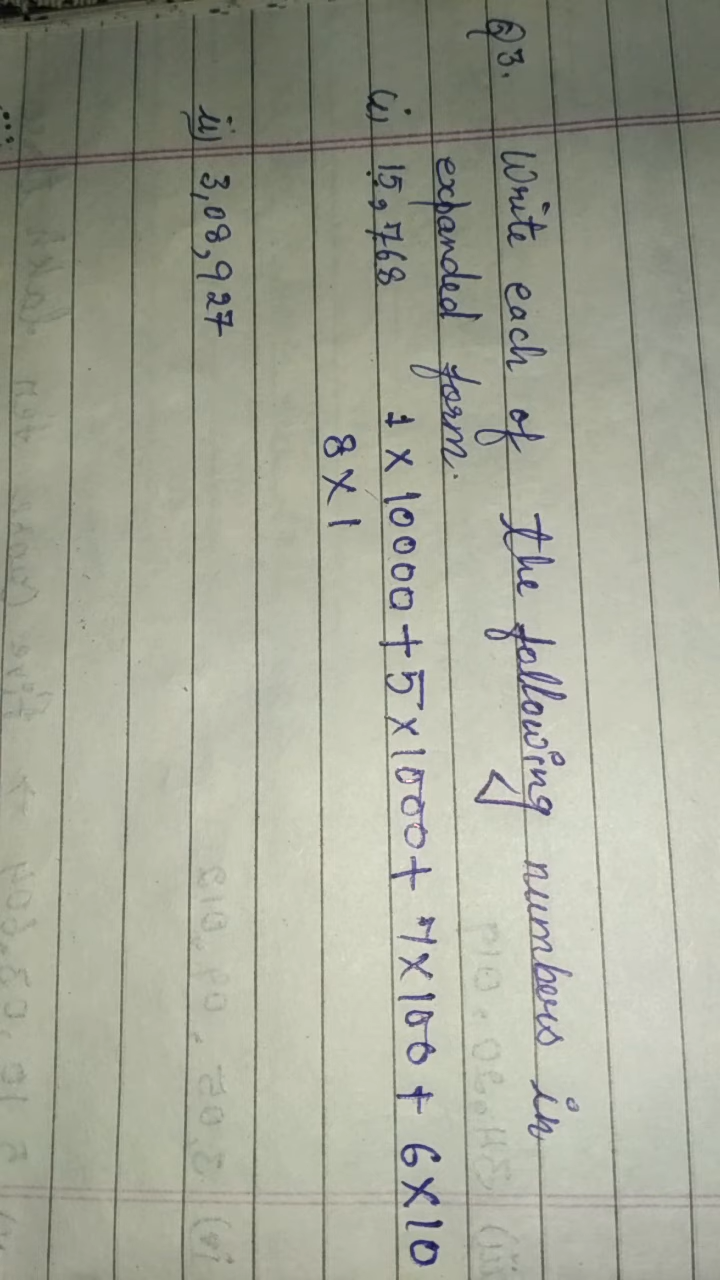 Q3. Write each of the following numbers in
expanded form.
(i) 15,768 1 × 10000 + 5 × 1000 + 7 × 100 + 6 × 10
8 × 1
ii) 3,08,927